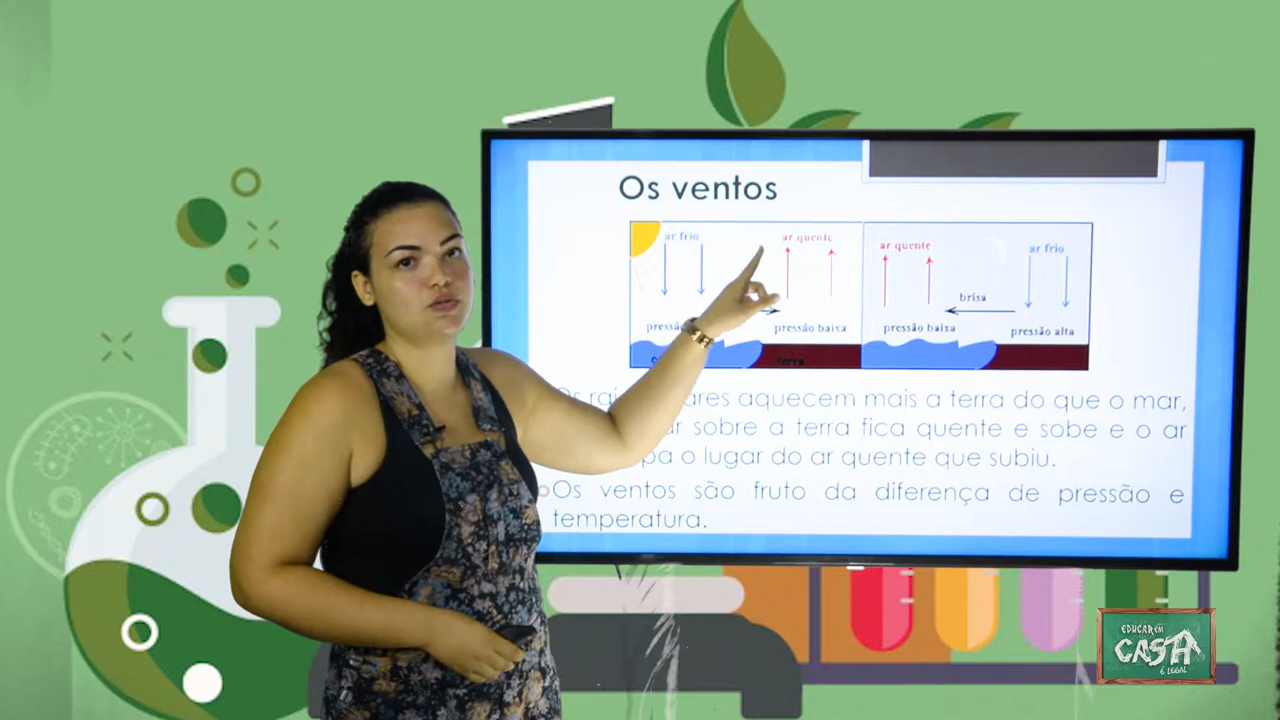 Os ventos
ar frio
ar quente
ar quente
ar frio
brisa
pressão baixa
pressão baixa
pressão alta
terra
aquecem mais a terra do que o mar,
sobre a terra fica quente e sobe e o ar
o lugar do ar quente que subiu.
Os ventos são fruto da diferença de pressão e
temperatura.
EDUCAR EM
CASA
É LEGAL